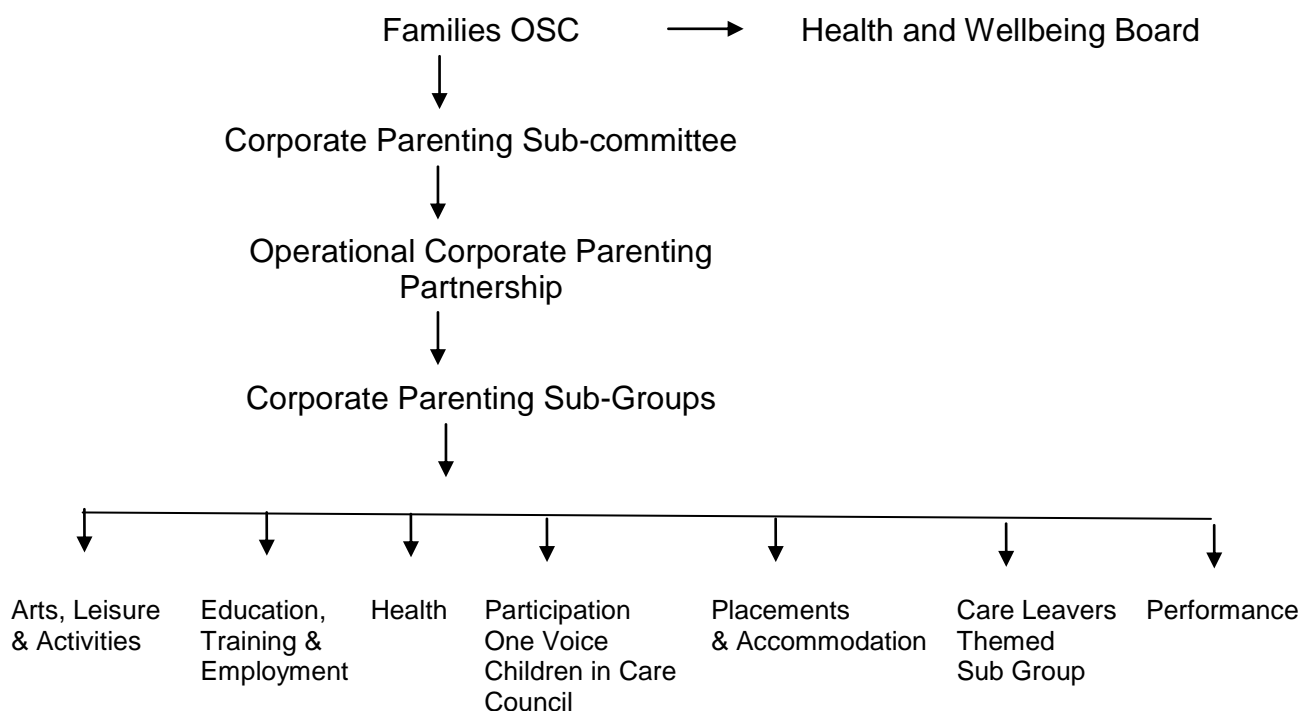 Families OSC
Health and Wellbeing Board
Corporate Parenting Sub-committee
Operational Corporate Parenting
Partnership
Corporate Parenting Sub-Groups
Arts, Leisure
& Activities
Education,
Training &
Employment
Health
Participation
One Voice
Children in Care
Council
Placements
& Accommodation
Care Leavers
Themed
Sub Group
Performance